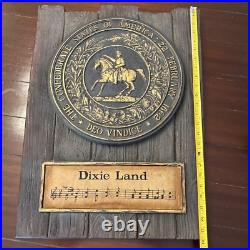 THE CONFEDERATE STATES OF AMERICA : 22 FEBRUARY 1862
DEO VINDICE
Dixie Land